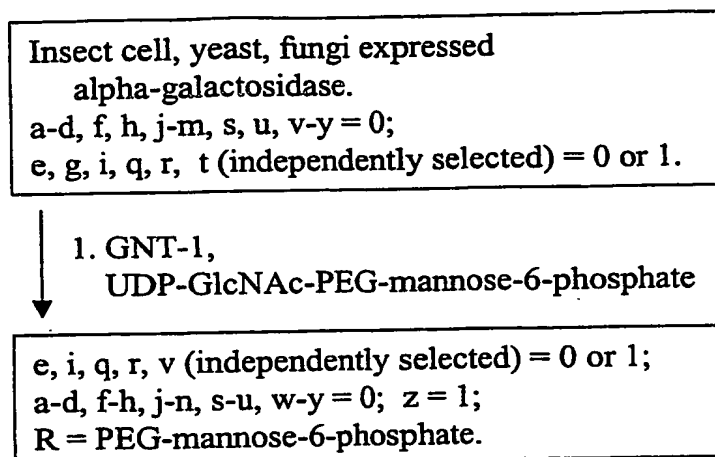 Insect cell, yeast, fungi expressed
alpha-galactosidase.
a-d, f, h, j-m, s, u, v-y = 0;
e, g, i, q, r, t (independently selected) = 0 or 1.
1. GNT-1,
UDP-GlcNAc-PEG-mannose-6-phosphate
e, i, q, r, v (independently selected) = 0 or 1;
a-d, f-h, j-n, s-u, w-y = 0; z = 1;
R = PEG-mannose-6-phosphate.